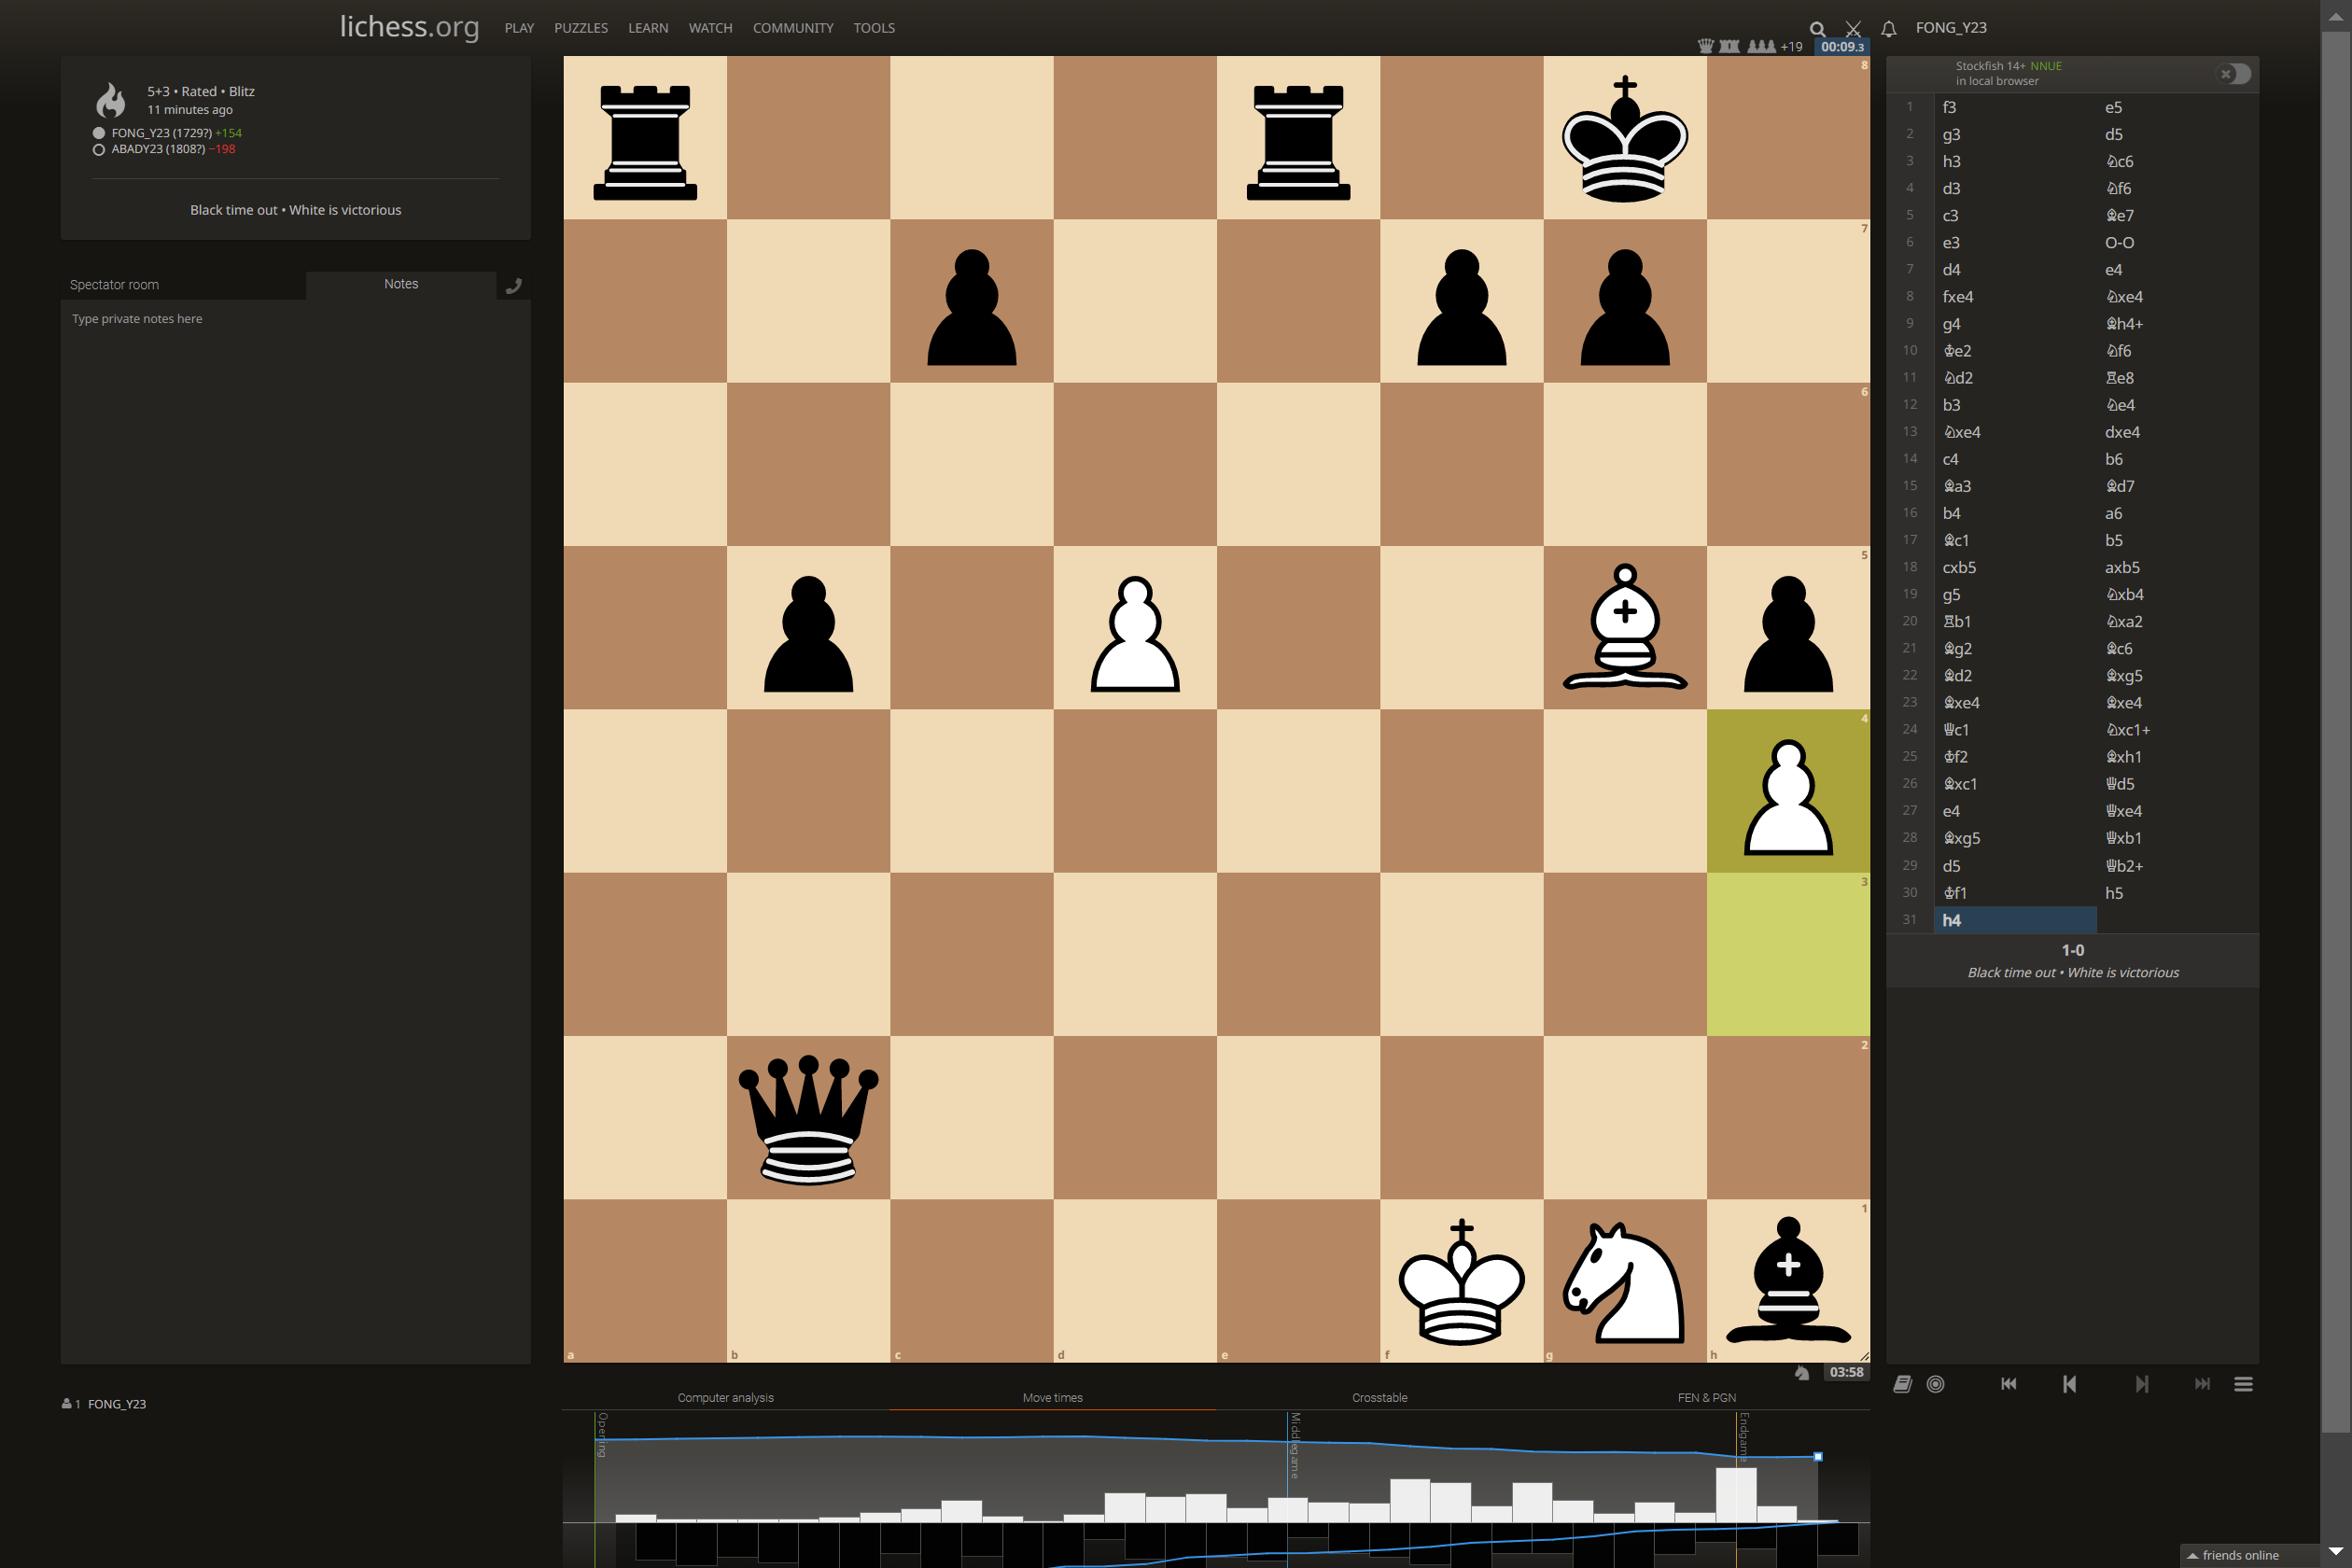 lichess.org PLAY PUZZLES LEARN WATCH COMMUNITY TOOLS FONG_Y23
+19 00:09.3
5+3 • Rated • Blitz
11 minutes ago
FONG_Y23 (1729?) +154
ABADY23 (1808?) −198
Black time out • White is victorious
Spectator room Notes
Type private notes here
1 FONG_Y23
8
7
6
5
4
3
2
1
a b c d e f g h
03:58
Computer analysis Move times Crosstable FEN & PGN
Opening Middlegame Endgame
Stockfish 14+ NNUE
in local browser
1 f3 e5
2 g3 d5
3 h3 ♘c6
4 d3 ♘f6
5 c3 ♗e7
6 e3 O-O
7 d4 e4
8 fxe4 ♘xe4
9 g4 ♗h4+
10 ♔e2 ♘f6
11 ♘d2 ♖e8
12 b3 ♘e4
13 ♘xe4 dxe4
14 c4 b6
15 ♗a3 ♗d7
16 b4 a6
17 ♗c1 b5
18 cxb5 axb5
19 g5 ♘xb4
20 ♖b1 ♘xa2
21 ♗g2 ♗c6
22 ♗d2 ♗xg5
23 ♗xe4 ♗xe4
24 ♕c1 ♘xc1+
25 ♔f2 ♗xh1
26 ♗xc1 ♕d5
27 e4 ♕xe4
28 ♗xg5 ♕xb1
29 d5 ♕b2+
30 ♔f1 h5
31 h4
1-0
Black time out • White is victorious
friends online